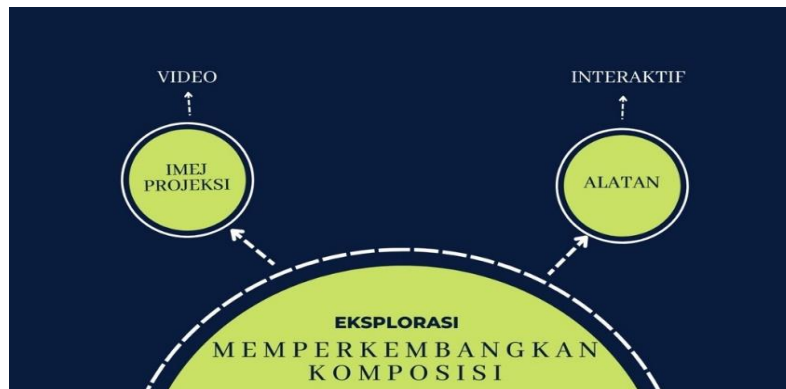 VIDEO
INTERAKTIF
IMEJ
PROJEKSI
ALATAN
EKSPLORASI
MEMPERKEMBANGKAN
KOMPOSISI